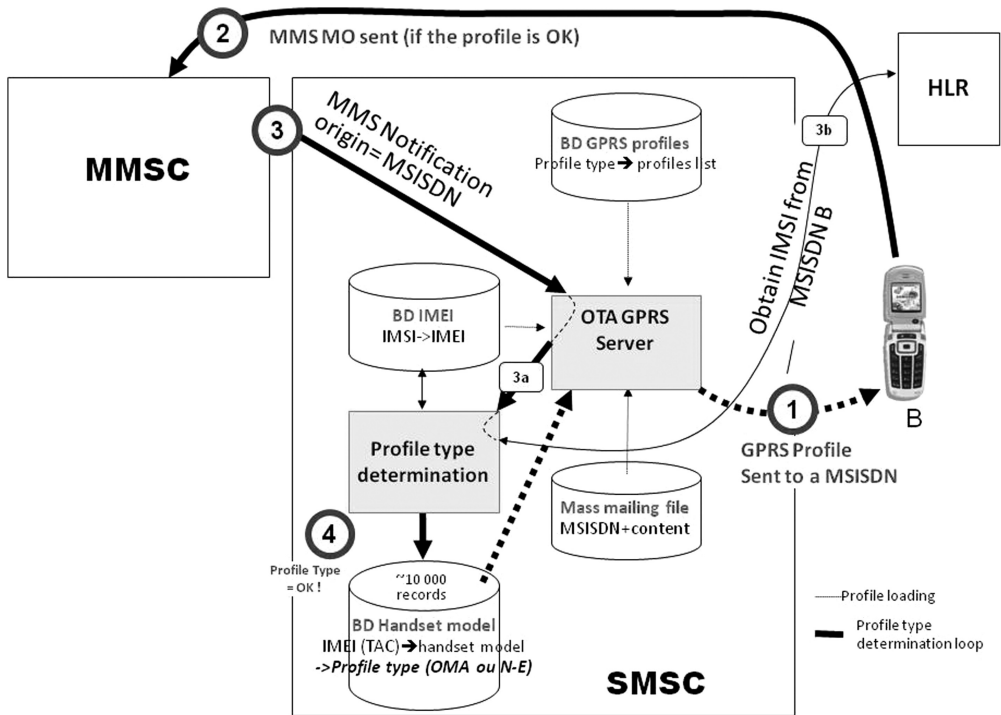 2
MMS MO sent (if the profile is OK)
HLR
MMSC
3
MMS Notification
origin= MSISDN
BD GPRS profiles
Profile type➔ profiles list
3b
Obtain IMSI from
MSISDN B
BD IMEI
IMSI->IMEI
OTA GPRS
Server
3a
1
B
GPRS Profile
Sent to a MSISDN
Profile type
determination
Mass mailing file
MSISDN+content
4
Profile Type
= OK !
~10 000
records
BD Handset model
IMEI (TAC)➔handset model
->Profile type (OMA ou N-E)
SMSC
Profile loading
Profile type
determination loop